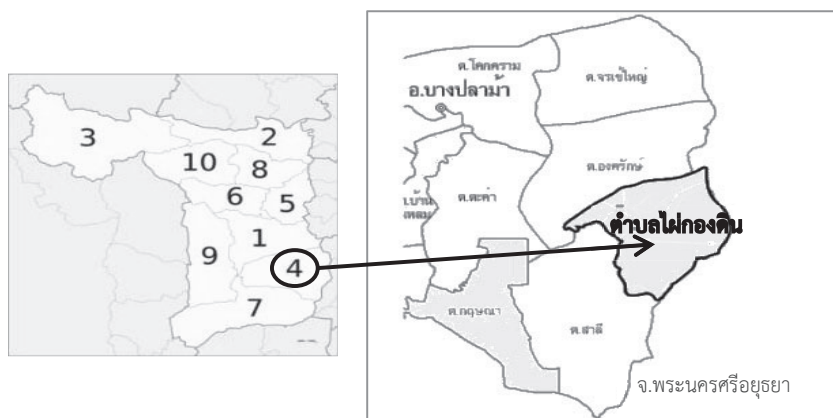 3
2
10
8
6
5
1
9
4
7
ต.โคกคราม
ต.จรเข้ใหญ่
อ.บางปลาม้า
ต.องครักษ์
ต.ตะค่า
ตำบลไผ่กองดิน
ต.กฤษณา
ต.สาลี
จ.พระนครศรีอยุธยา